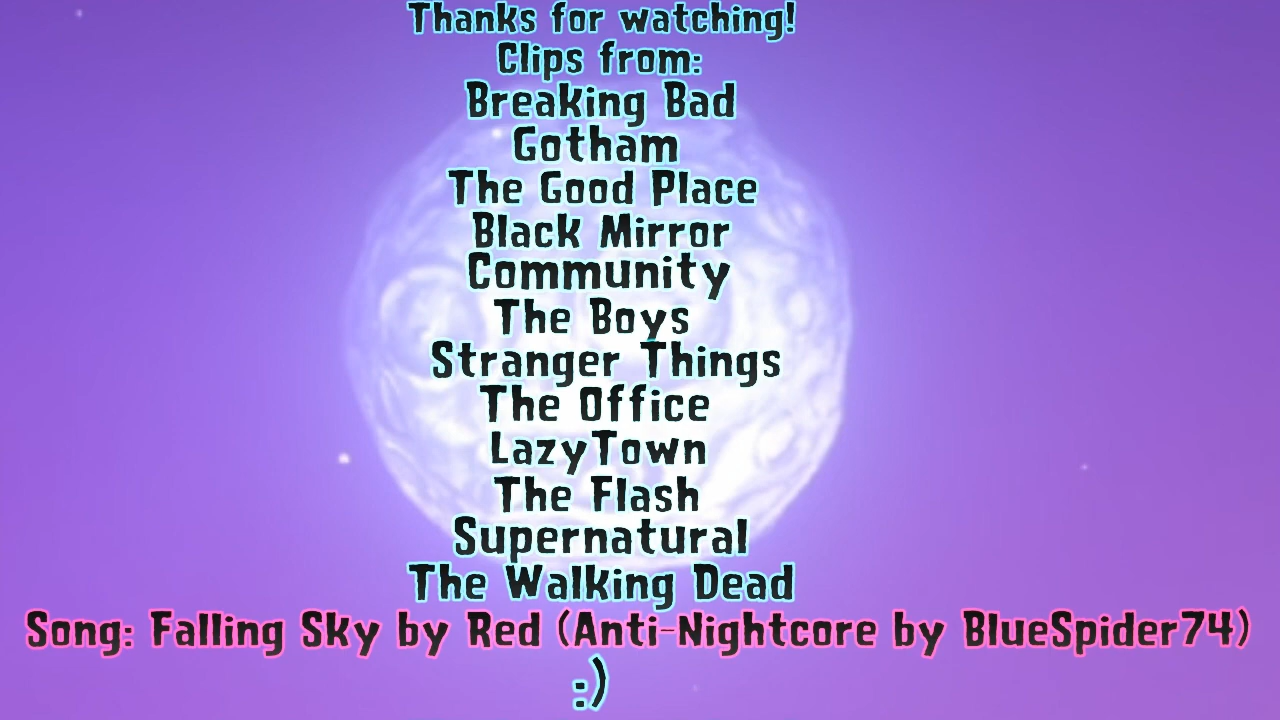 Thanks for watching!
Clips from:
Breaking Bad
Gotham
The Good Place
Black Mirror
Community
The Boys
Stranger Things
The Office
LazyTown
The Flash
Supernatural
The Walking Dead
Song: Falling Sky by Red (Anti-Nightcore by BlueSpider74)
:)